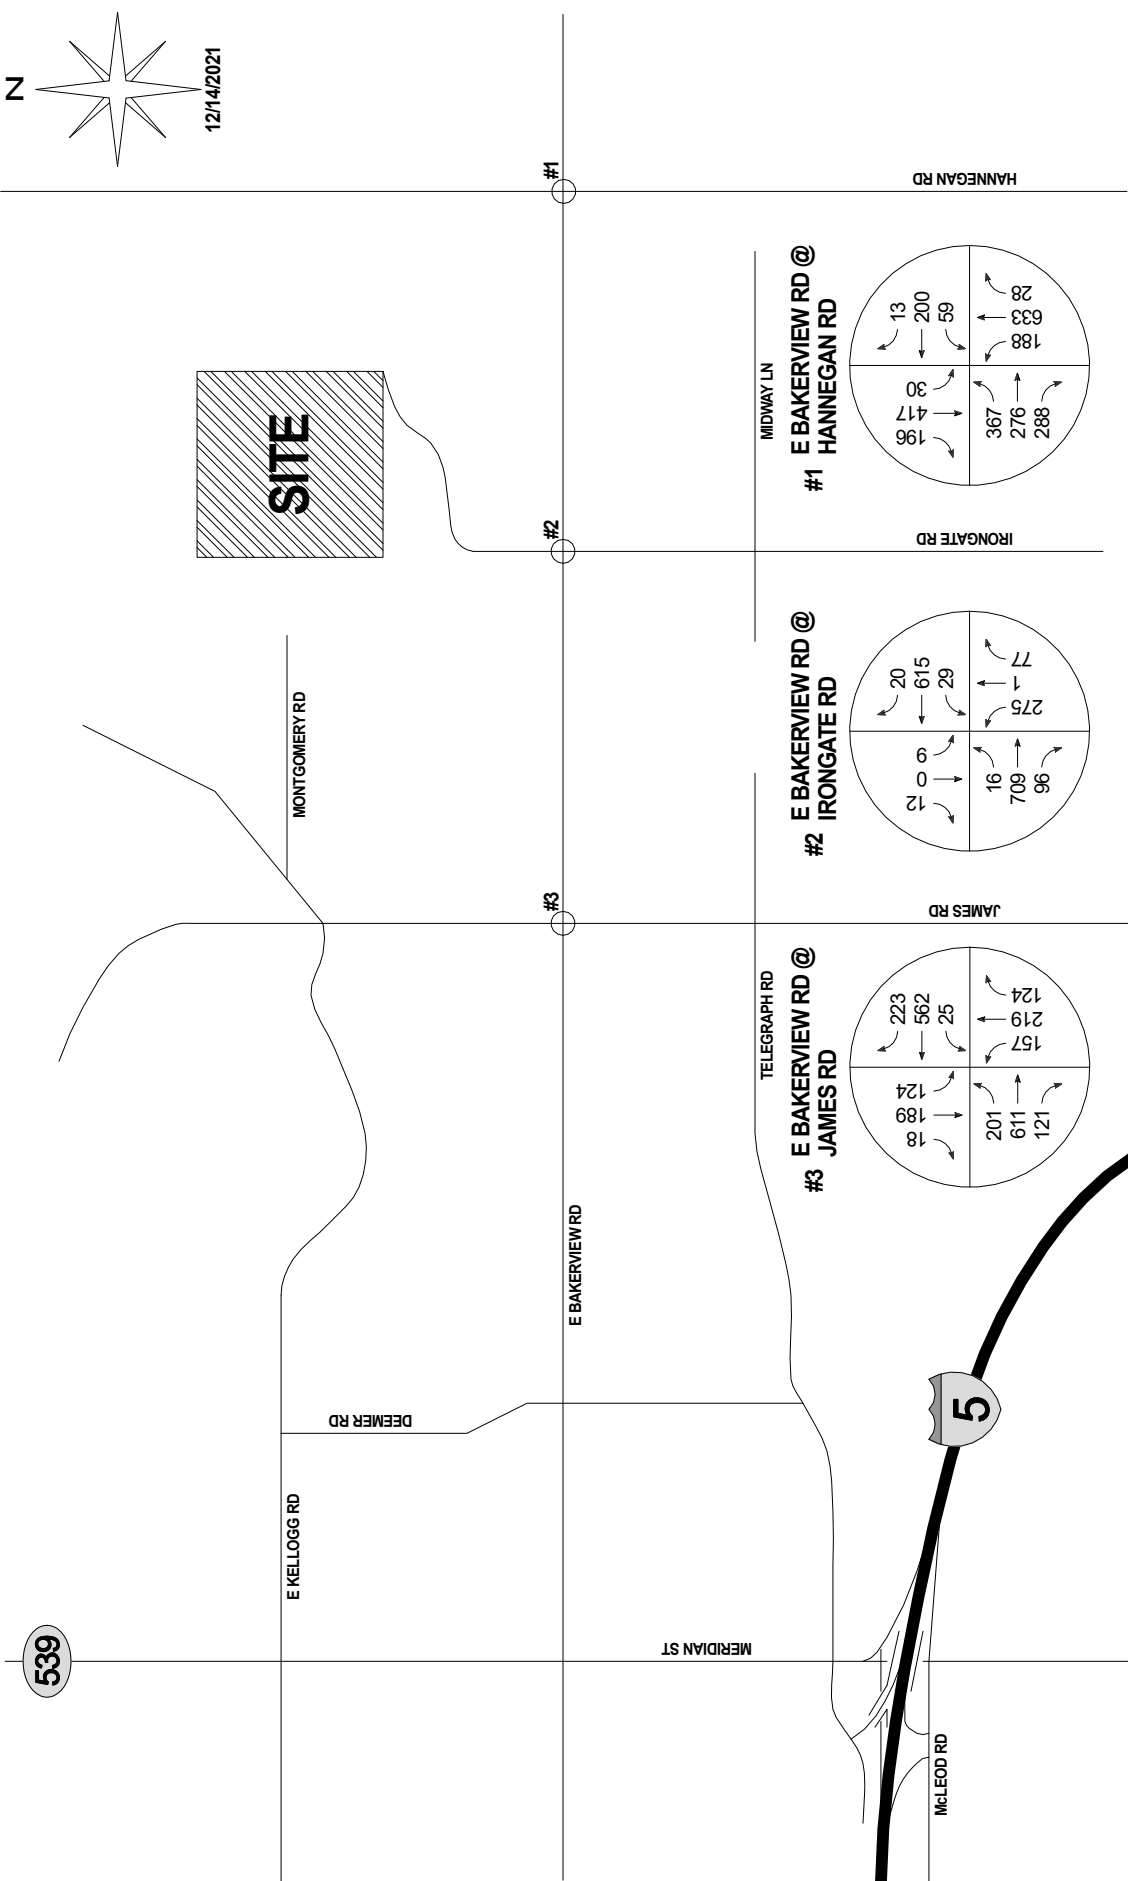 N
12/14/2021
#1
HANNEGAN RD
SITE
MIDWAY LN
#1 E BAKERVIEW RD @
HANNEGAN RD
13
200
59
30
417
196
28
633
188
367
276
288
#2
IRONGATE RD
MONTGOMERY RD
#2 E BAKERVIEW RD @
IRONGATE RD
20
615
29
9
0
12
77
1
275
16
709
96
#3
JAMES RD
TELEGRAPH RD
#3 E BAKERVIEW RD @
JAMES RD
223
562
25
124
189
18
124
219
157
201
611
121
E BAKERVIEW RD
DEEMER RD
5
E KELLOGG RD
539
MERIDIAN ST
McLEOD RD